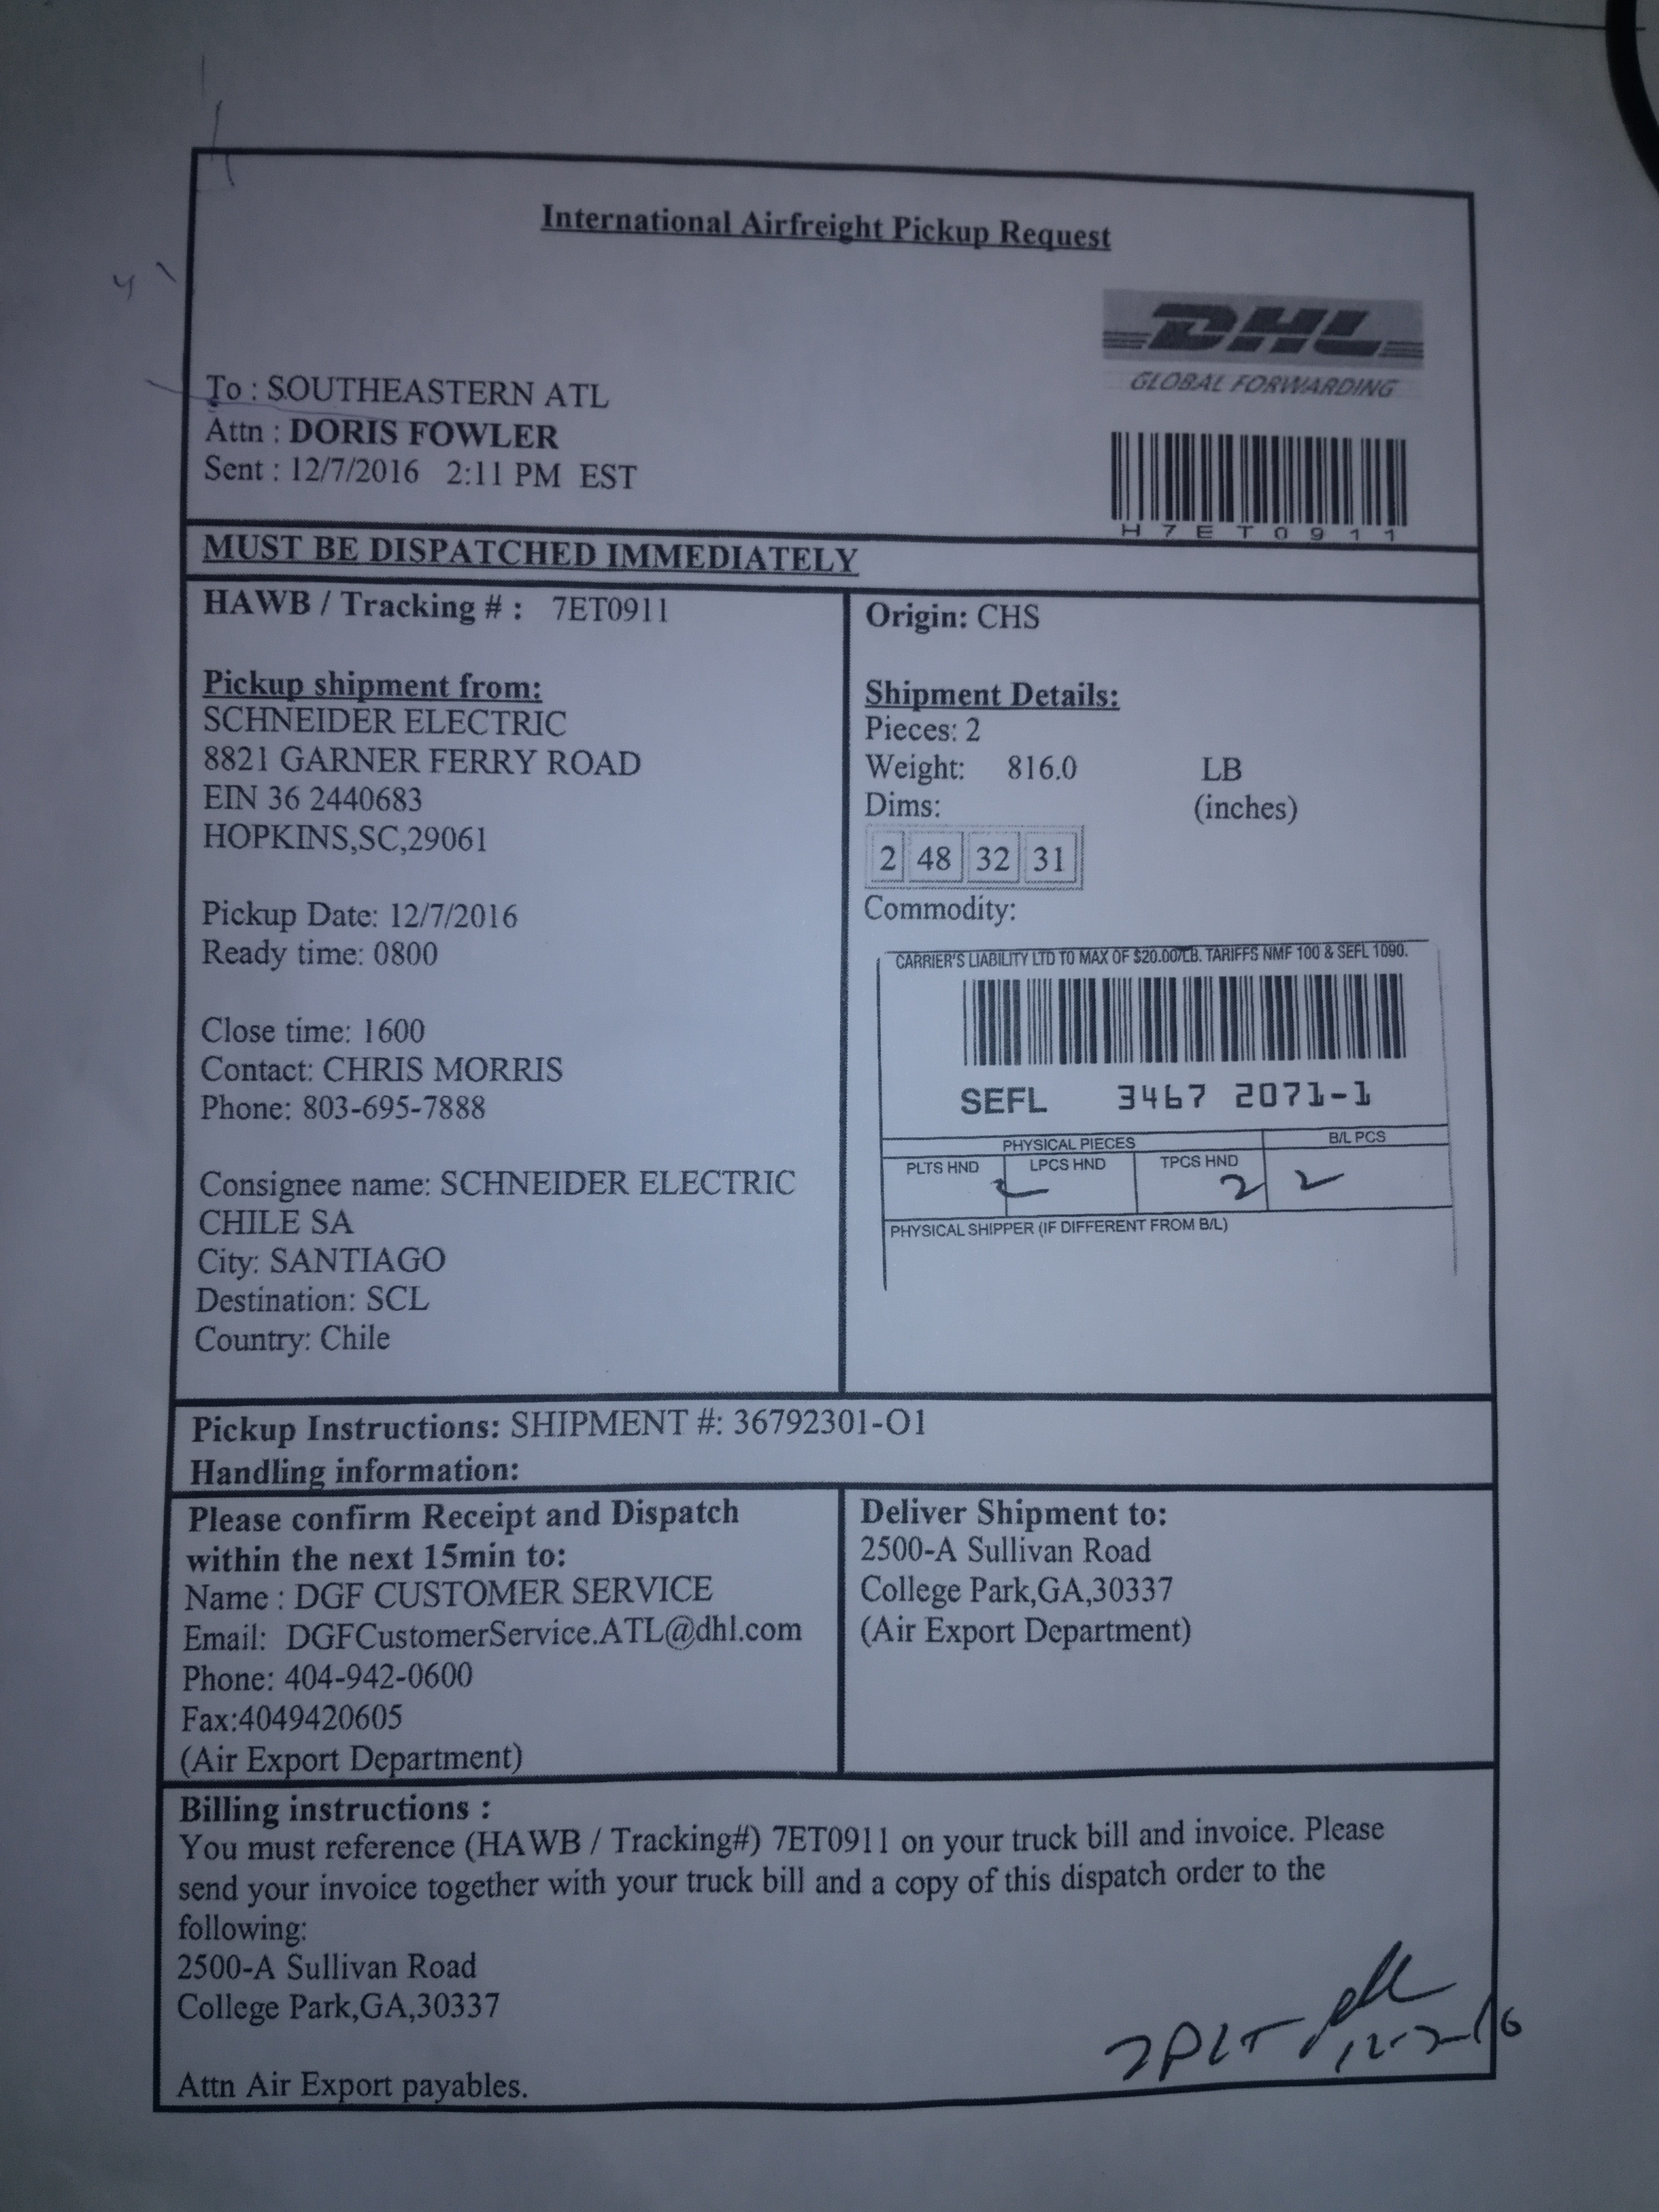 International Airfreight Pickup Request
DHL
GLOBAL FORWARDING
To : SOUTHEASTERN ATL
Attn : DORIS FOWLER
Sent : 12/7/2016 2:11 PM EST
H7ET0911
MUST BE DISPATCHED IMMEDIATELY
HAWB / Tracking # : 7ET0911
Pickup shipment from:
SCHNEIDER ELECTRIC
8821 GARNER FERRY ROAD
EIN 36 2440683
HOPKINS,SC,29061
Pickup Date: 12/7/2016
Ready time: 0800
Close time: 1600
Contact: CHRIS MORRIS
Phone: 803-695-7888
Consignee name: SCHNEIDER ELECTRIC
CHILE SA
City: SANTIAGO
Destination: SCL
Country: Chile
Origin: CHS
Shipment Details:
Pieces: 2
Weight: 816.0 LB
Dims: (inches)
2 48 32 31
Commodity:
CARRIER'S LIABILITY LTD TO MAX OF $20.00/LB. TARIFFS NMF 100 & SEFL 1090.
SEFL 3467 2071-1
PHYSICAL PIECES B/L PCS
PLTS HND LPCS HND TPCS HND
2 2 2
PHYSICAL SHIPPER (IF DIFFERENT FROM B/L)
Pickup Instructions: SHIPMENT #: 36792301-O1
Handling information:
Please confirm Receipt and Dispatch
within the next 15min to:
Name : DGF CUSTOMER SERVICE
Email: DGFCustomerService.ATL@dhl.com
Phone: 404-942-0600
Fax:4049420605
(Air Export Department)
Deliver Shipment to:
2500-A Sullivan Road
College Park,GA,30337
(Air Export Department)
Billing instructions :
You must reference (HAWB / Tracking#) 7ET0911 on your truck bill and invoice. Please
send your invoice together with your truck bill and a copy of this dispatch order to the
following:
2500-A Sullivan Road
College Park,GA,30337
Attn Air Export payables.
2PLT
12-7-16